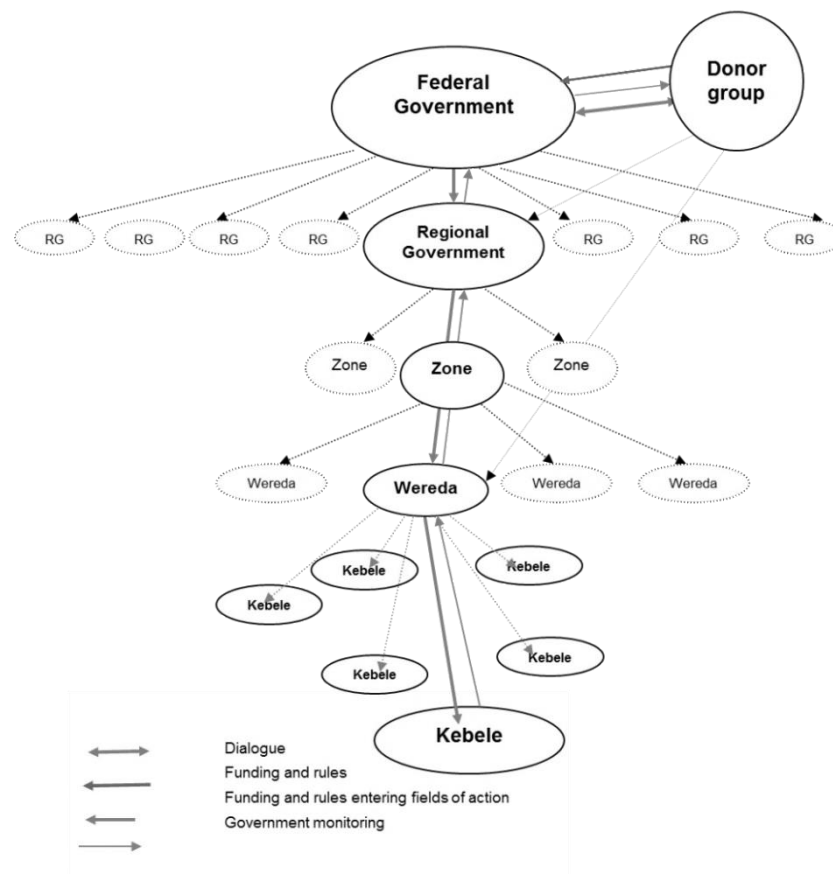 Federal
Government
Donor
group
RG
RG
RG
RG
Regional
Government
RG
RG
RG
Zone
Zone
Zone
Wereda
Wereda
Wereda
Wereda
Kebele
Kebele
Kebele
Kebele
Kebele
Kebele
Dialogue
Funding and rules
Funding and rules entering fields of action
Government monitoring